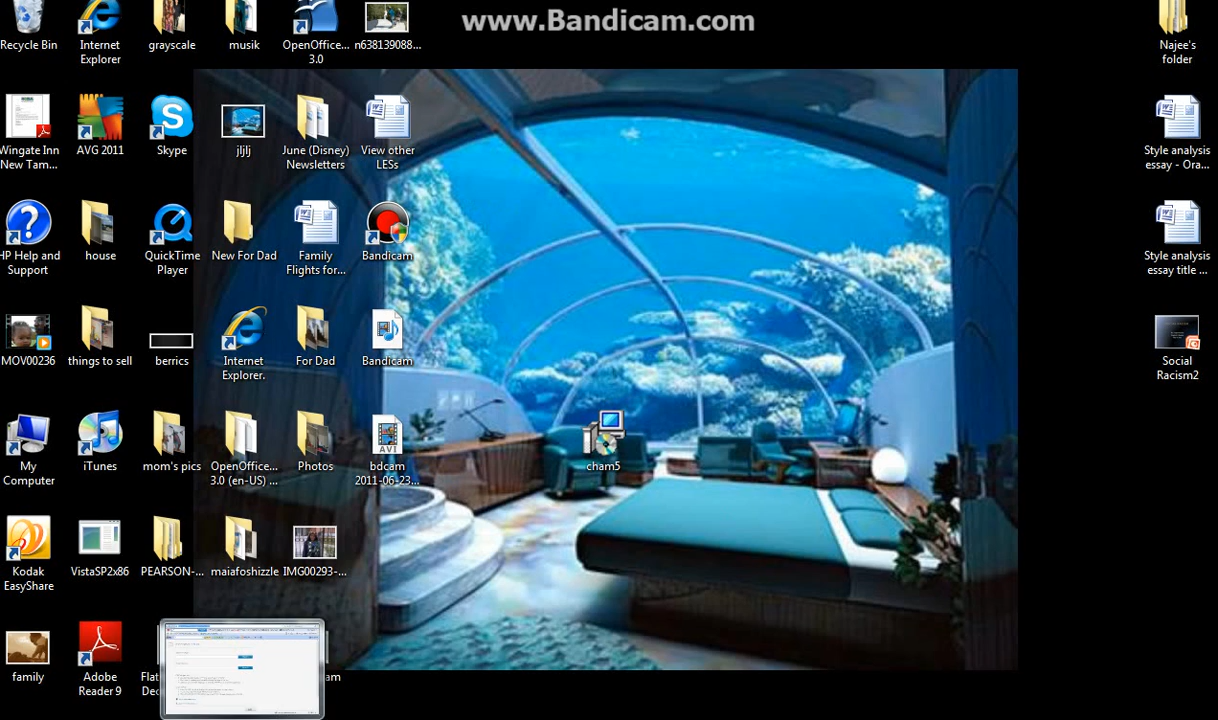 www.Bandicam.com
Recycle Bin
Internet
Explorer
grayscale
musik
OpenOffice...
3.0
n638139088...
Najee's
folder
Wingate Inn
New Tam...
AVG 2011
Skype
jljlj
June (Disney)
Newsletters
View other
LESs
Style analysis
essay - Ora...
HP Help and
Support
house
QuickTime
Player
New For Dad
Family
Flights for...
Bandicam
Style analysis
essay title ...
MOV00236
things to sell
berrics
Internet
Explorer.
For Dad
Bandicam
Social
Racism2
My
Computer
iTunes
mom's pics
OpenOffice...
3.0 (en-US) ...
Photos
AVI
bdcam
2011-06-23...
cham5
Kodak
EasyShare
VistaSP2x86
PEARSON-...
maiafoshizzle
IMG00293-...
family
Adobe
Reader 9